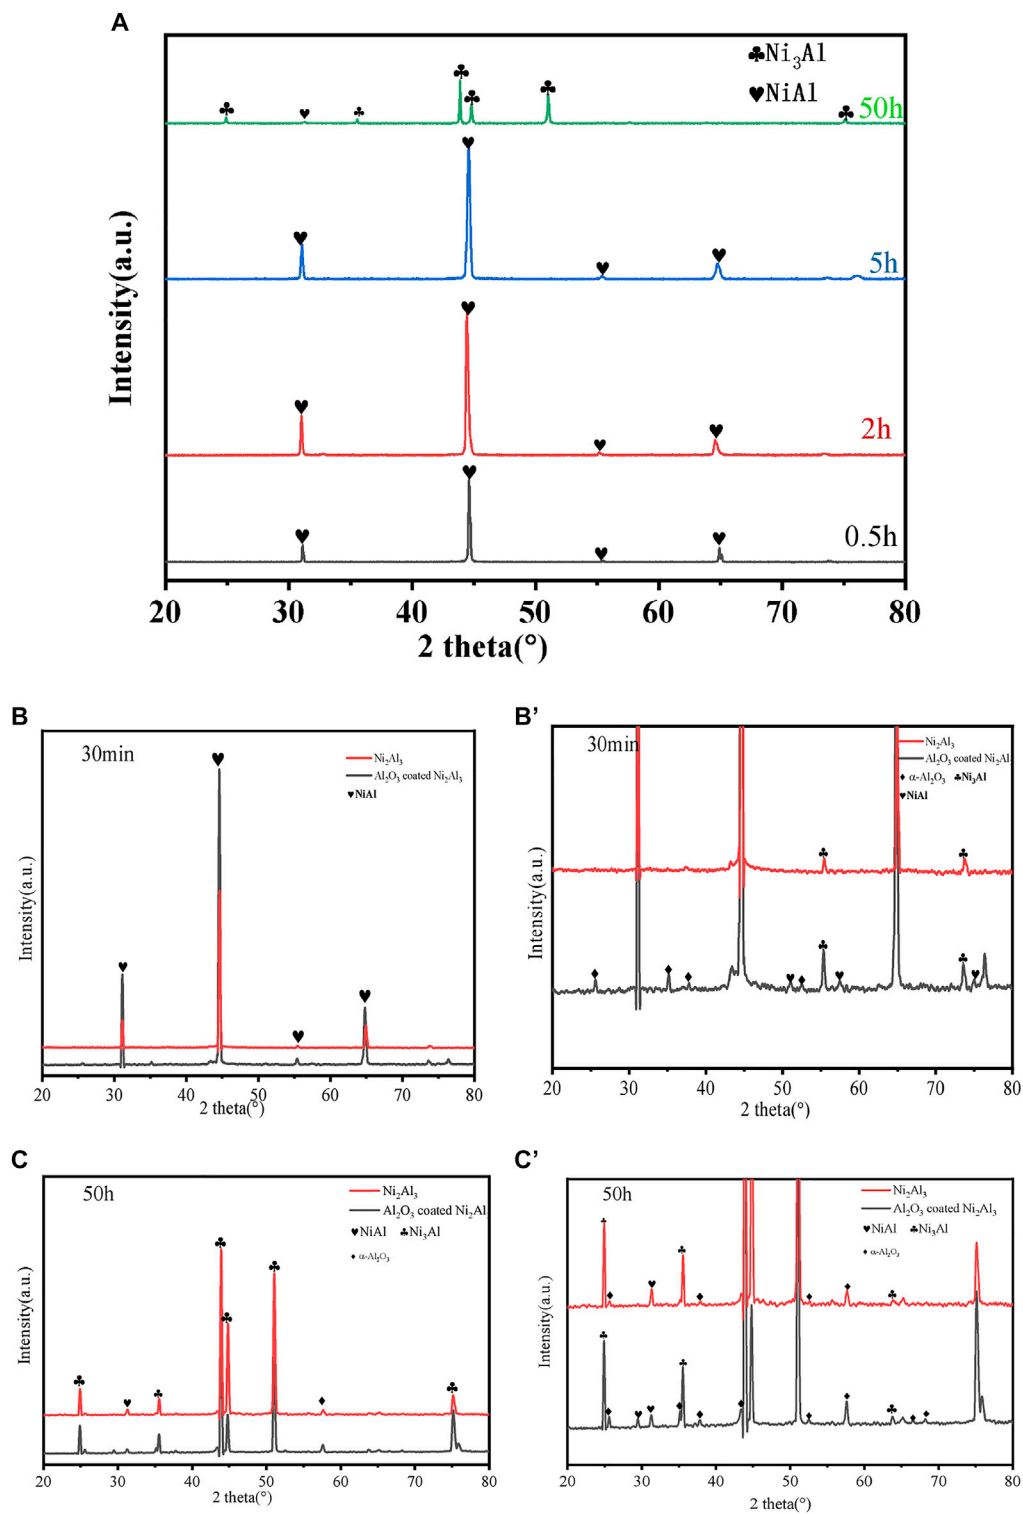 A
♣Ni₃Al
♥NiAl
50h
5h
2h
0.5h
Intensity(a.u.)
20 30 40 50 60 70 80
2 theta(°)
B
30min
Ni₂Al₃
Al₂O₃ coated Ni₂Al₃
♥NiAl
Intensity(a.u.)
20 30 40 50 60 70 80
2 theta(°)
B’
30min
Ni₂Al₃
Al₂O₃ coated Ni₂Al
♦ α-Al₂O₃ ♣Ni₃Al
♥NiAl
Intensity(a.u.)
20 30 40 50 60 70 80
2 theta(°)
C
50h
Ni₂Al₃
Al₂O₃ coated Ni₂Al
♥NiAl ♣Ni₃Al
♦ α-Al₂O₃
Intensity(a.u.)
20 30 40 50 60 70 80
2 theta(°)
C’
50h
Ni₂Al₃
Al₂O₃ coated Ni₂Al₃
♥NiAl ♣Ni₃Al
♦ α-Al₂O₃
Intensity(a.u.)
20 30 40 50 60 70 80
2 theta(°)